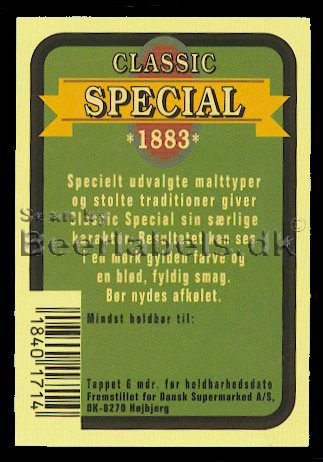 CLASSIC
SPECIAL
*1883*
Specielt udvalgte malttyper
og stolte traditioner giver
Classic Special sin særlige
karakter. Resultatet kan ses
i en mørk gylden farve og
en blød, fyldig smag.
Bør nydes afkølet.
Beerlabels.dk
©
Mindst holdbar til:
1840 1714
Tappet 6 mdr. før holdbarhedsdato
Fremstillet for Dansk Supermarked A/S,
DK-8270 Højbjerg